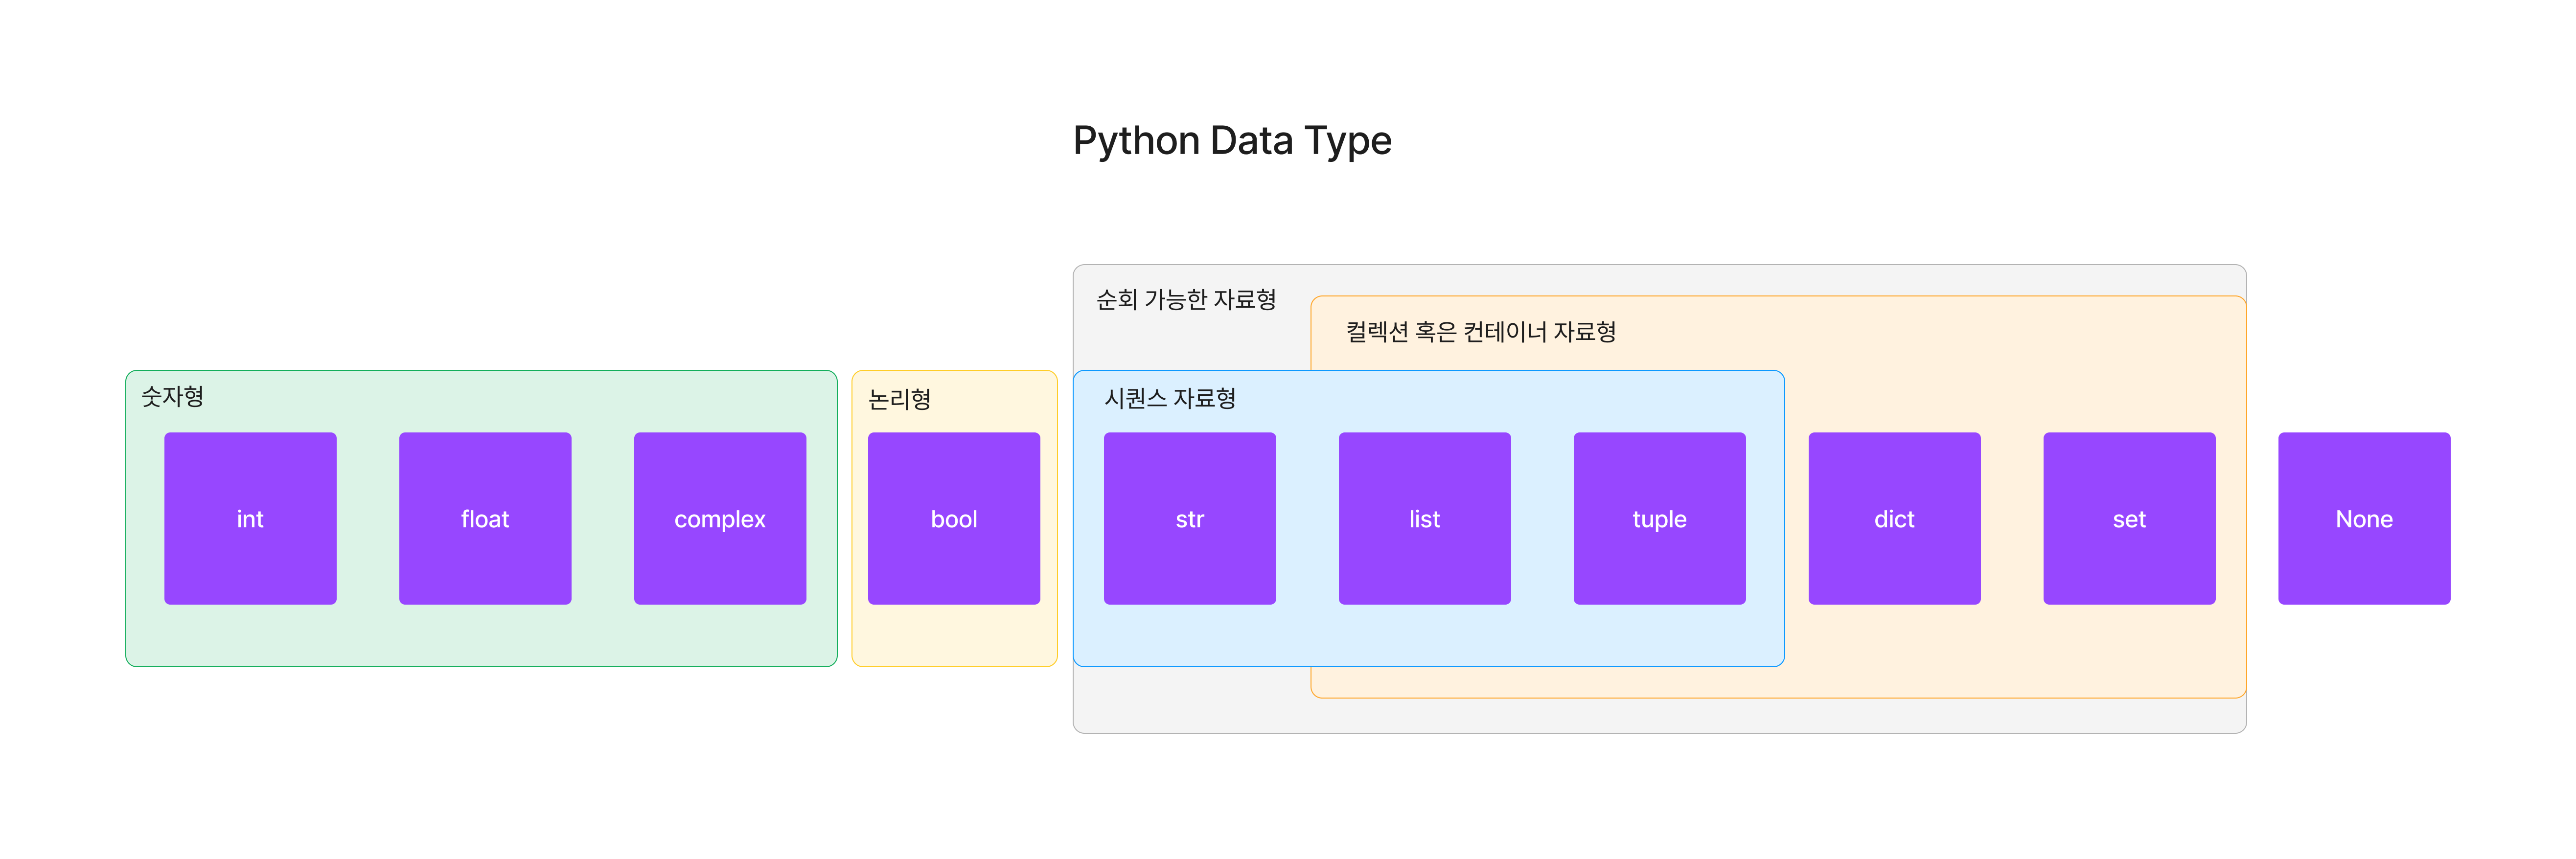 Python Data Type
순회 가능한 자료형
컬렉션 혹은 컨테이너 자료형
숫자형
논리형
시퀀스 자료형
int
float
complex
bool
str
list
tuple
dict
set
None